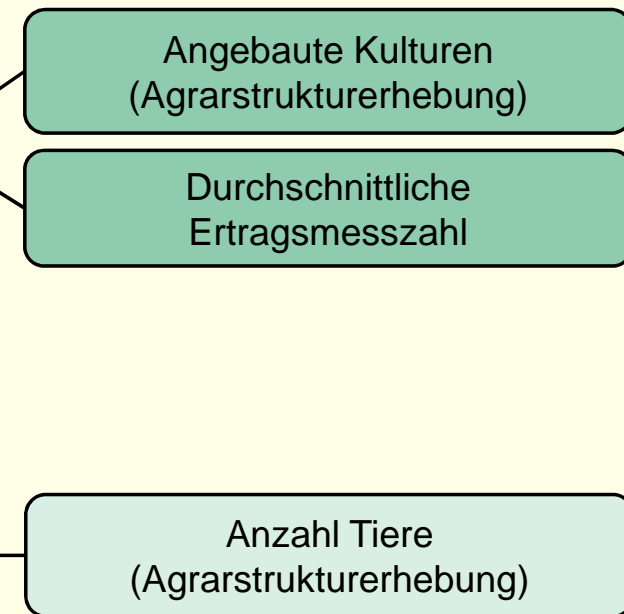 Angebaute Kulturen
(Agrarstrukturerhebung)
Durchschnittliche
Ertragsmesszahl
Anzahl Tiere
(Agrarstrukturerhebung)